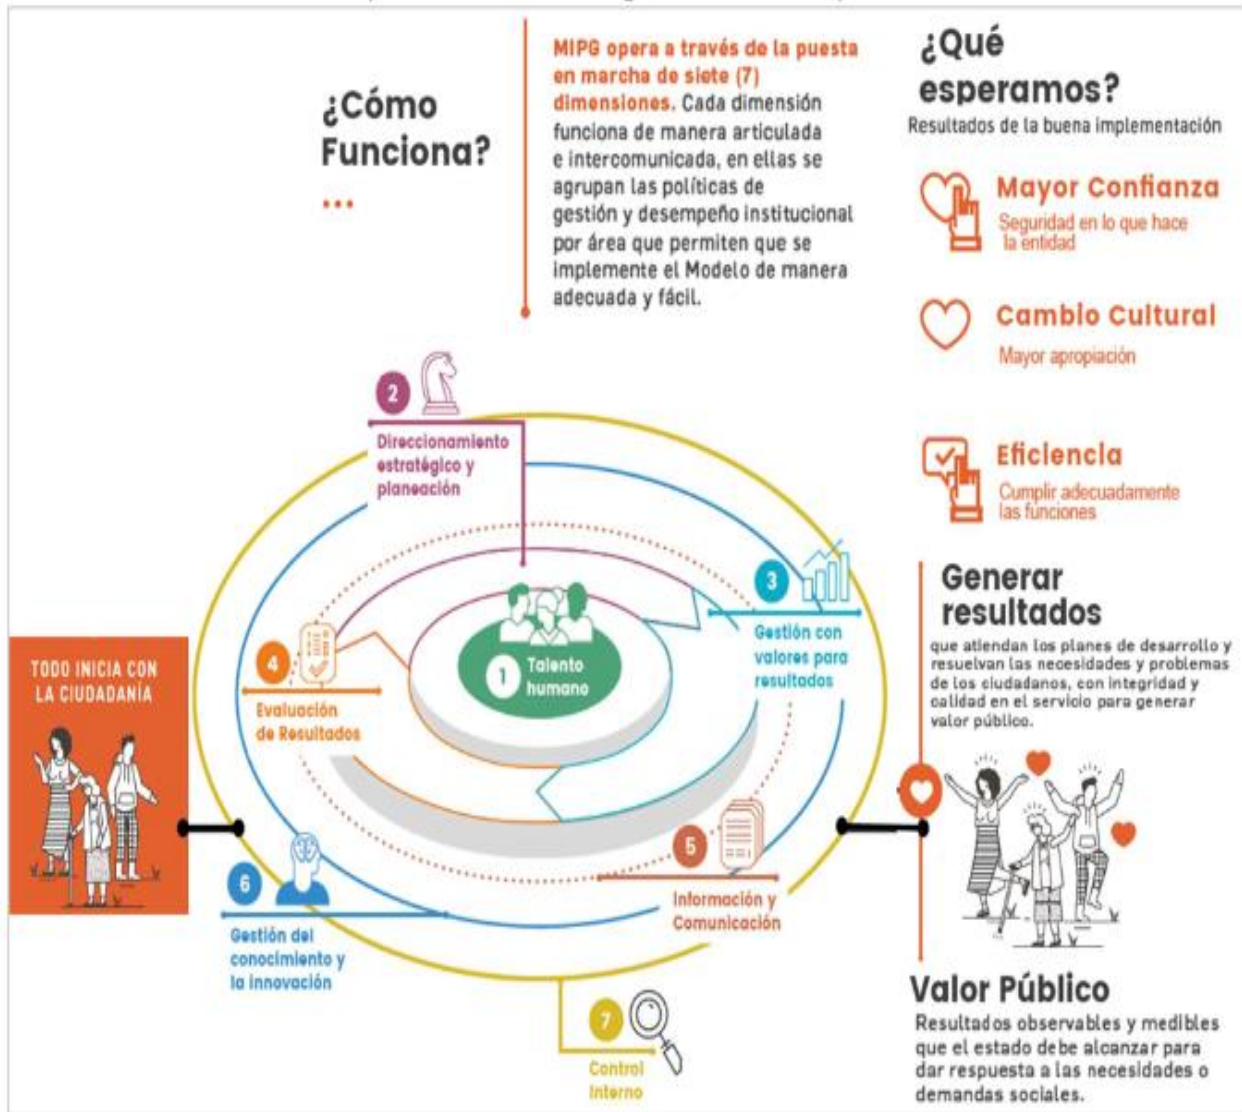 ¿Cómo
Funciona?
...
MIPG opera a través de la puesta
en marcha de siete (7)
dimensiones. Cada dimensión
funciona de manera articulada
e intercomunicada, en ellas se
agrupan las políticas de
gestión y desempeño institucional
por área que permiten que se
implemente el Modelo de manera
adecuada y fácil.
¿Qué
esperamos?
Resultados de la buena implementación
Mayor Confianza
Seguridad en lo que hace
la entidad
Cambio Cultural
Mayor apropiación
Eficiencia
Cumplir adecuadamente
las funciones
Generar
resultados
que atiendan los planes de desarrollo y
resuelvan las necesidades y problemas
de los ciudadanos, con integridad y
calidad en el servicio para generar
valor público.
Valor Público
Resultados observables y medibles
que el estado debe alcanzar para
dar respuesta a las necesidades o
demandas sociales.
TODO INICIA CON
LA CIUDADANÍA
1
Talento
humano
2
Direccionamiento
estratégico y
planeación
3
Gestión con
valores para
resultados
4
Evaluación
de Resultados
5
Información y
Comunicación
6
Gestión del
conocimiento y
la innovación
7
Control
Interno